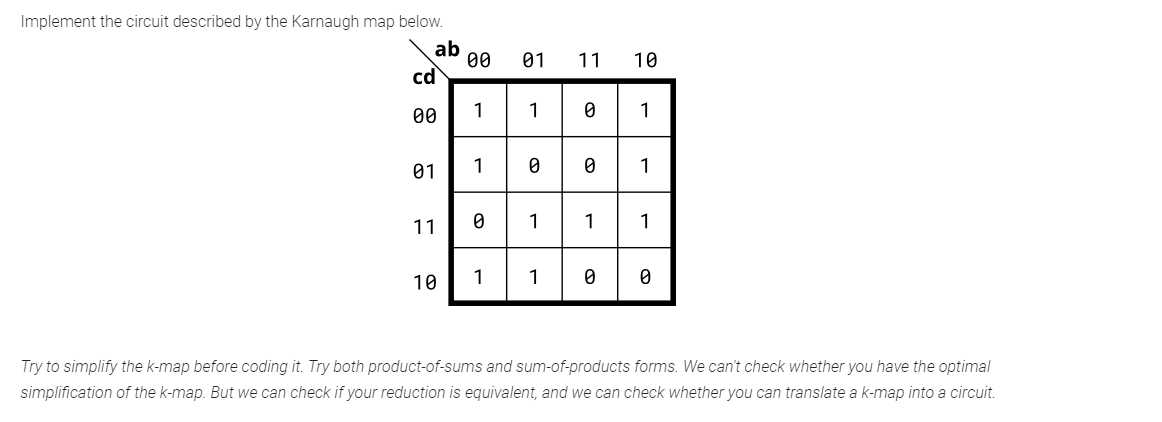 Implement the circuit described by the Karnaugh map below.
ab
cd
00 01 11 10
00 1 1 0 1
01 1 0 0 1
11 0 1 1 1
10 1 1 0 0
Try to simplify the k-map before coding it. Try both product-of-sums and sum-of-products forms. We can't check whether you have the optimal
simplification of the k-map. But we can check if your reduction is equivalent, and we can check whether you can translate a k-map into a circuit.